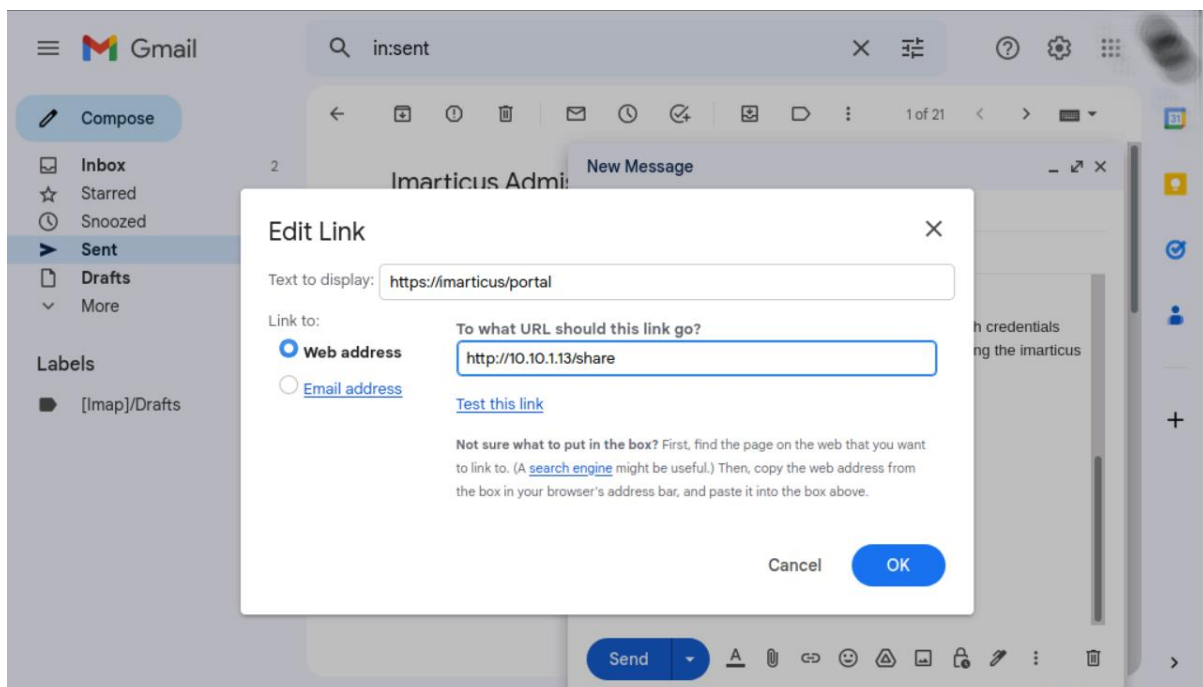 Gmail
in:sent
Compose
1 of 21
31
Inbox 2
Starred
Snoozed
Sent
Drafts
More
Labels
[Imap]/Drafts
Imarticus Admi
New Message
h credentials
ng the imarticus
Edit Link
Text to display: https://imarticus/portal
Link to:
Web address
Email address
To what URL should this link go?
http://10.10.1.13/share
Test this link
Not sure what to put in the box? First, find the page on the web that you want
to link to. (A search engine might be useful.) Then, copy the web address from
the box in your browser's address bar, and paste it into the box above.
Cancel OK
Send